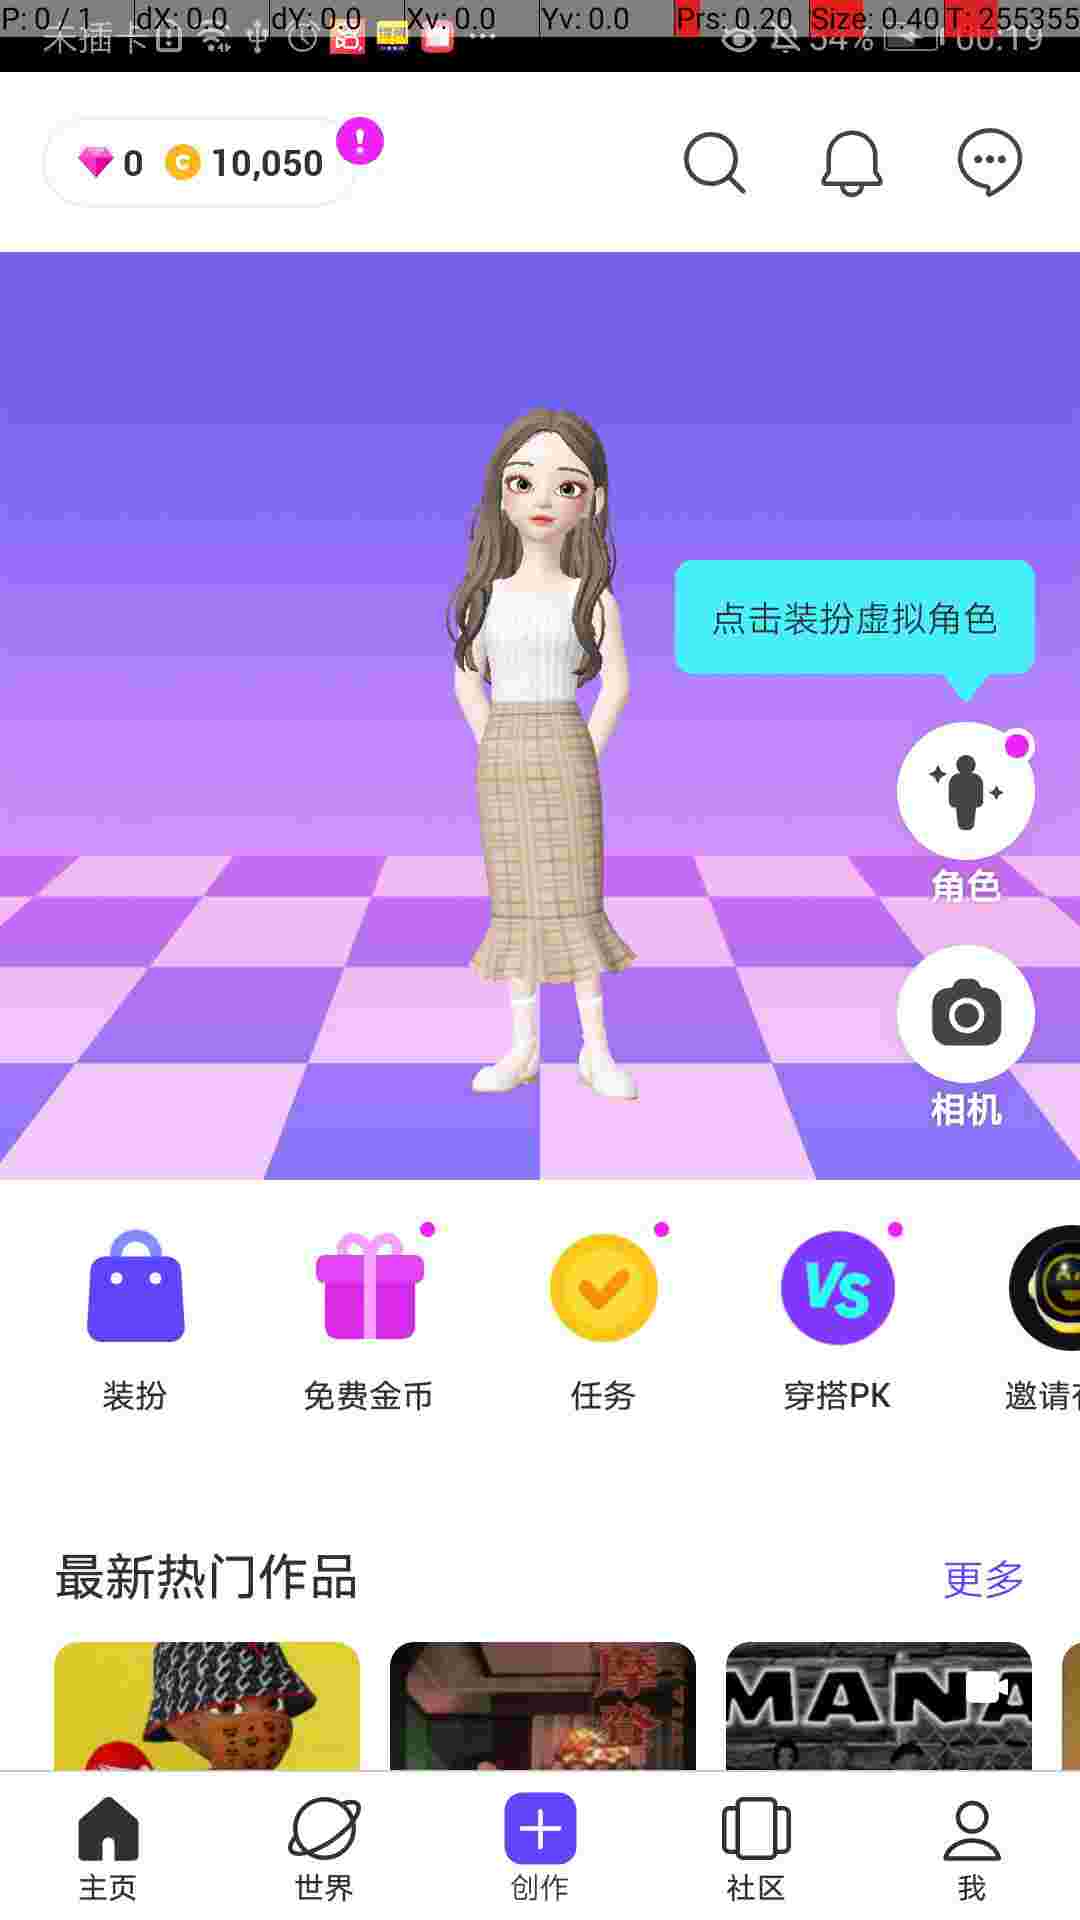 P: 0 / 1 dX: 0.0 dY: 0.0 Xv: 0.0 Yv: 0.0 Prs: 0.20 Size: 0.40 T: 255355
未插卡 54% 00:19
0 10,050
点击装扮虚拟角色
角色
相机
VS
装扮 免费金币 任务 穿搭PK 邀请
最新热门作品 更多
MANA
主页 世界 创作 社区 我